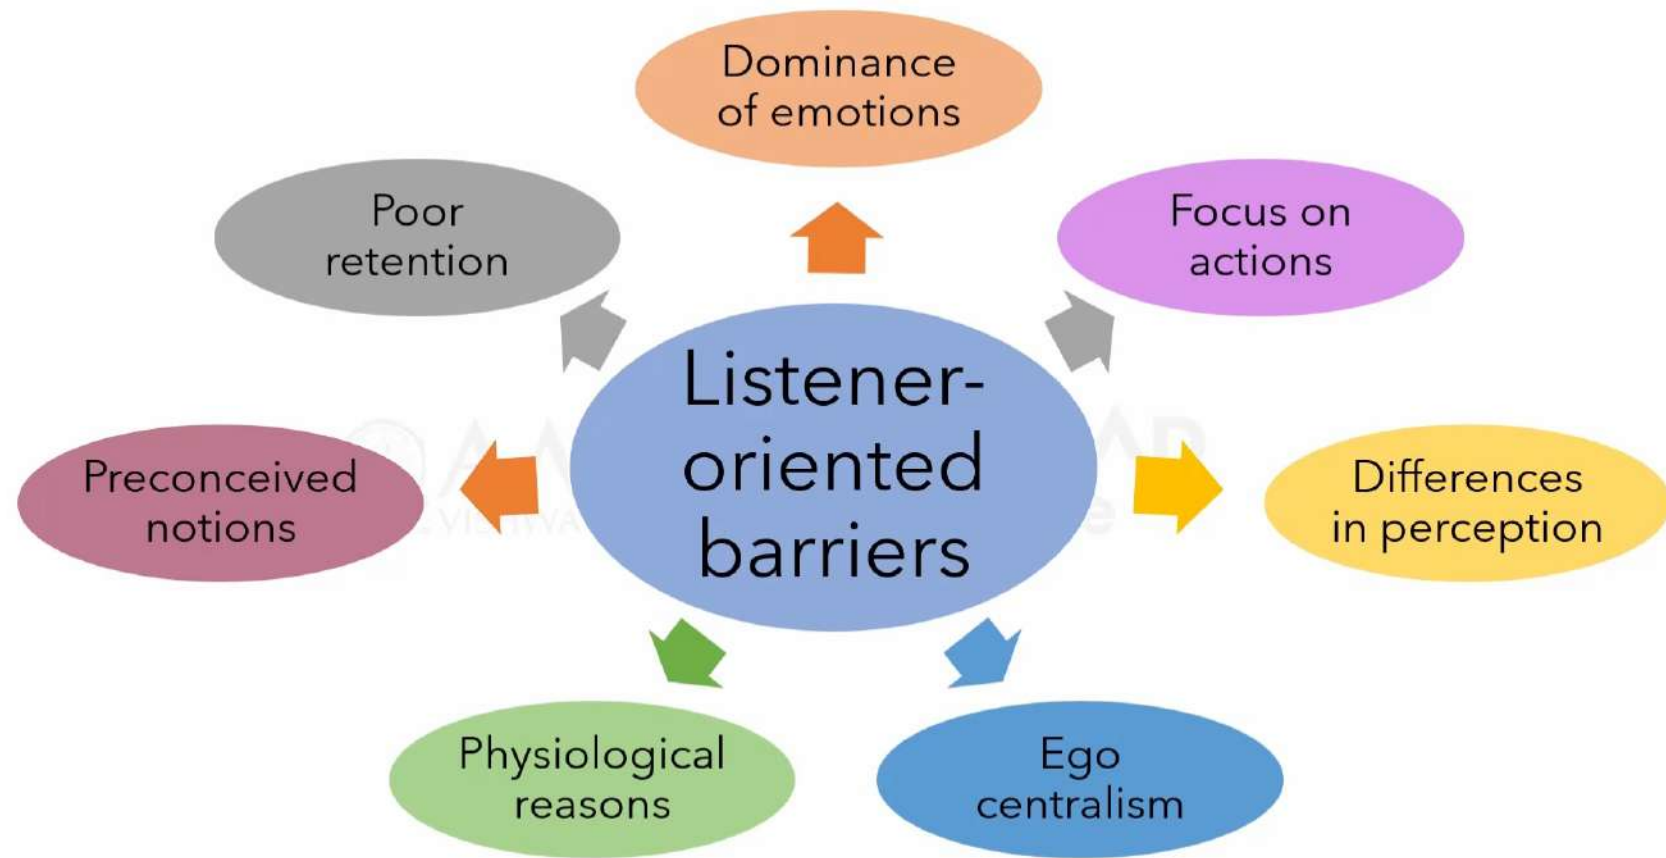 Dominance
of emotions
Poor
retention
Focus on
actions
Listener-
oriented
barriers
Preconceived
notions
Differences
in perception
Physiological
reasons
Ego
centralism